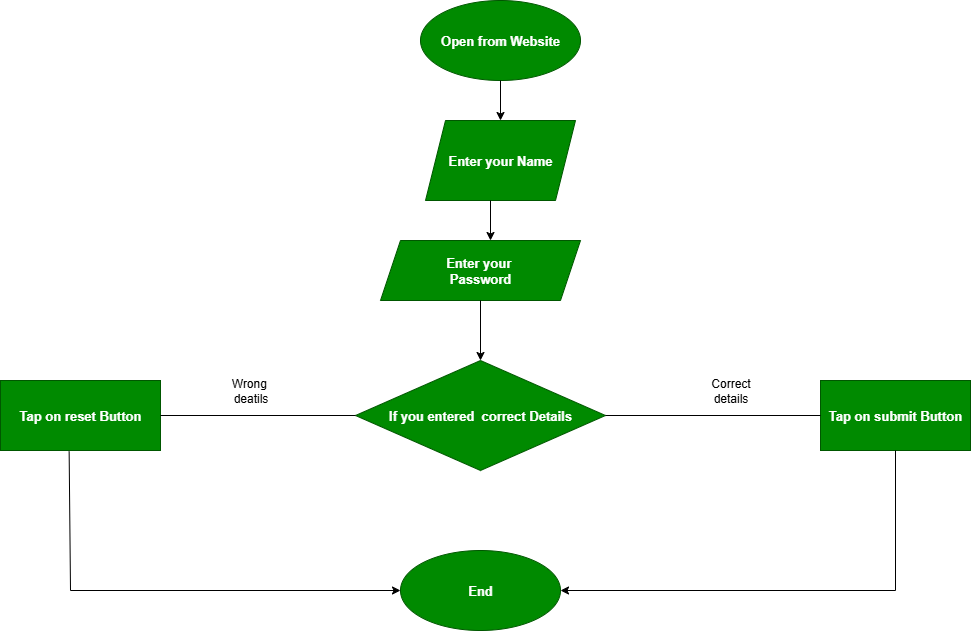 Open from Website
Enter your Name
Enter your
Password
Wrong
deatils
Correct
details
Tap on reset Button
If you entered  correct Details
Tap on submit Button
End